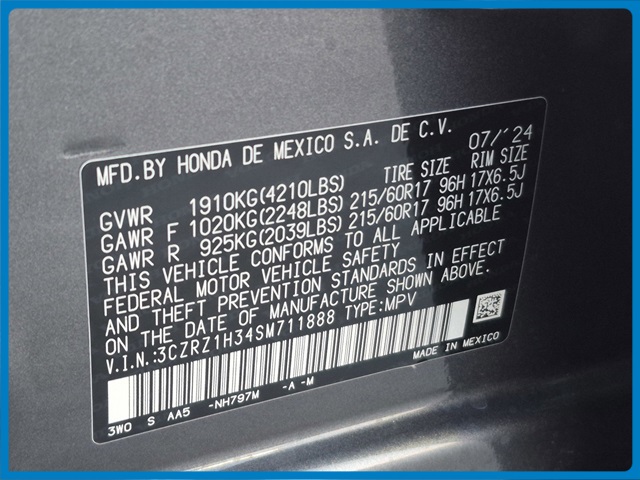 MFD.BY HONDA DE MEXICO S.A. DE C.V. 07/'24
TIRE SIZE RIM SIZE
GVWR 1910KG(4210LBS)
GAWR F 1020KG(2248LBS) 215/60R17 96H 17X6.5J
GAWR R 925KG(2039LBS) 215/60R17 96H 17X6.5J
THIS VEHICLE CONFORMS TO ALL APPLICABLE
FEDERAL MOTOR VEHICLE SAFETY
AND THEFT PREVENTION STANDARDS IN EFFECT
ON THE DATE OF MANUFACTURE SHOWN ABOVE.
V.I.N.:3CZRZ1H34SM711888 TYPE:MPV
MADE IN MEXICO
3WO S AA5 -NH797M -A -M